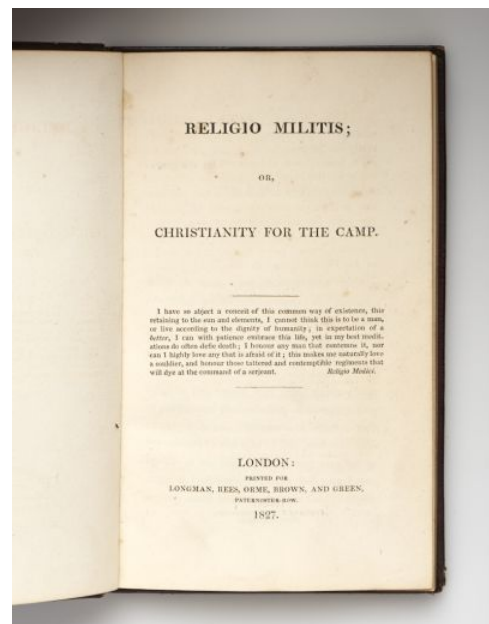 RELIGIO MILITIS;
OR,
CHRISTIANITY FOR THE CAMP.
I have so abject a conceit of this common way of existence, this
retaining to the sun and elements, I cannot think this is to be a man,
or live according to the dignity of humanity; in expectation of a
better, I can with patience embrace this life, yet in my best medit-
ations do often defie death; I honour any man that contemns it, nor
can I highly love any that is afraid of it; this makes me naturally love
a souldier, and honour those tattered and contemptible regiments that
will dye at the command of a serjeant. Religio Medici.
LONDON:
PRINTED FOR
LONGMAN, REES, ORME, BROWN, AND GREEN,
PATERNOSTER-ROW.
1827.